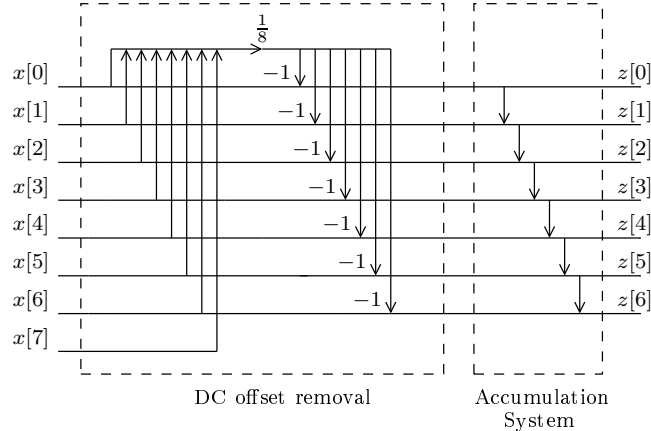 1/8
x[0] −1 z[0]
x[1] −1 z[1]
x[2] −1 z[2]
x[3] −1 z[3]
x[4] −1 z[4]
x[5] −1 z[5]
x[6] −1 z[6]
x[7]
DC offset removal Accumulation
System